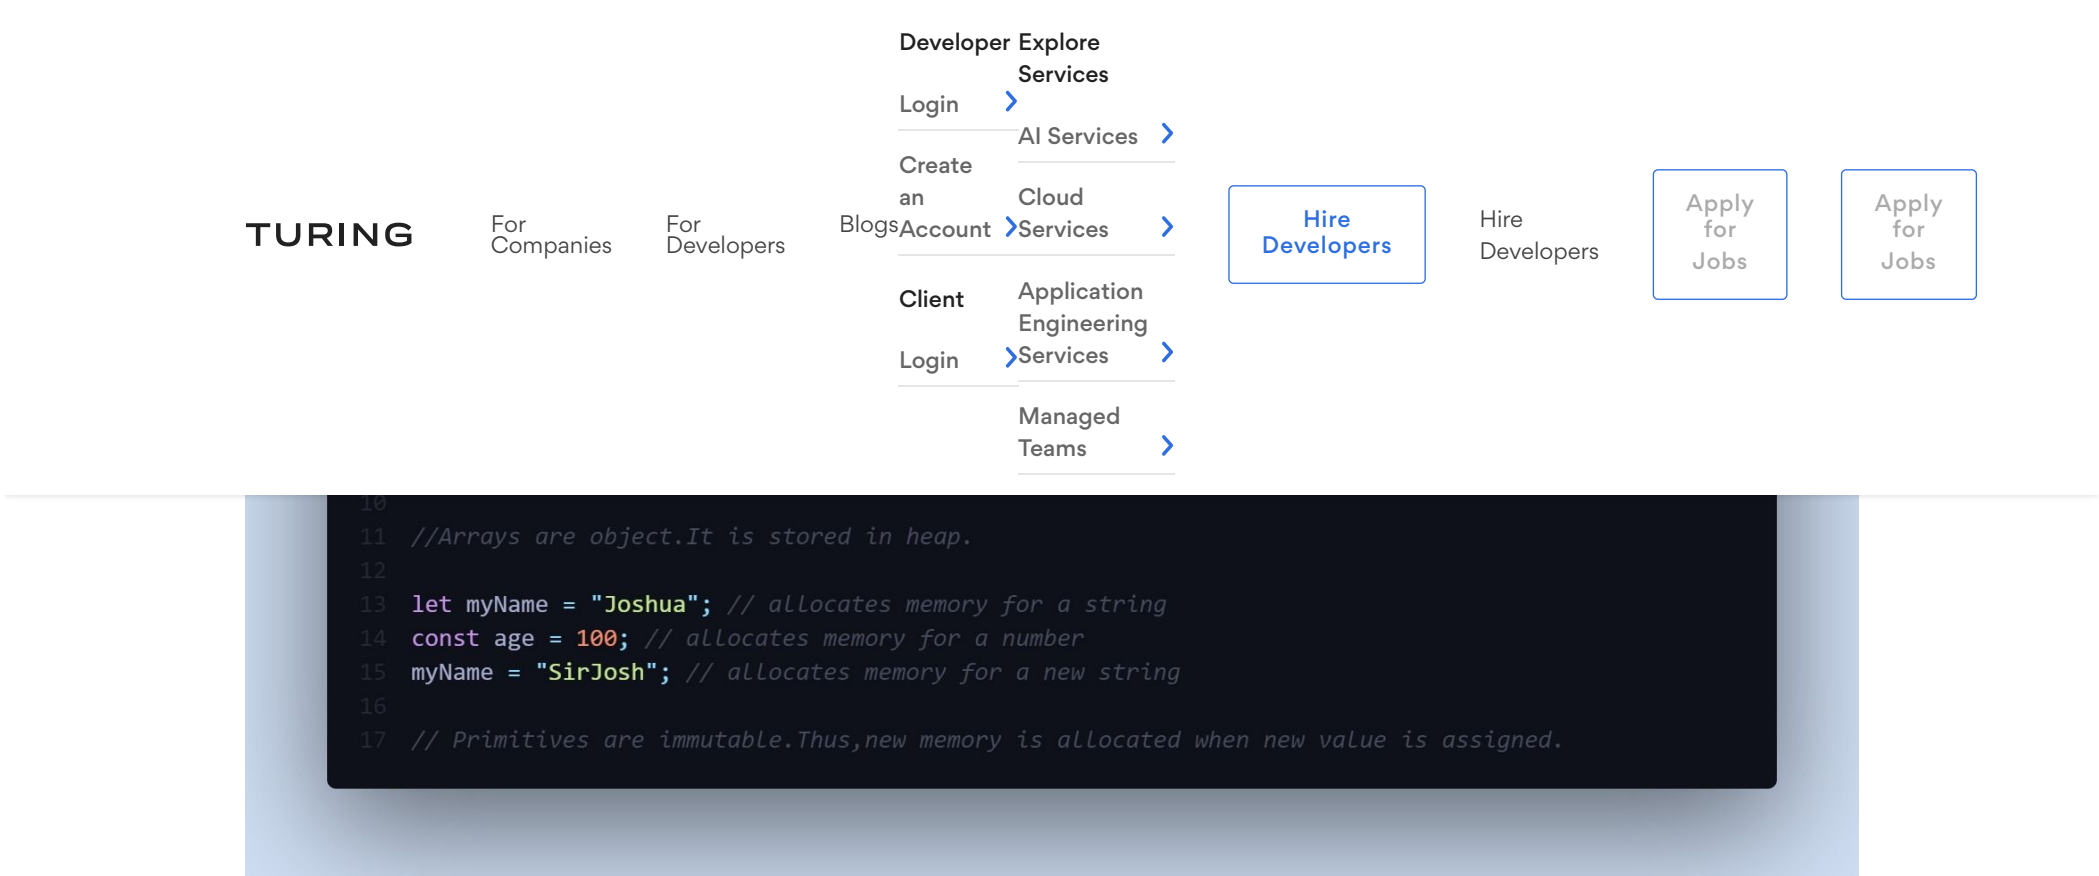 TURING
For
Companies
For
Developers
Blogs
Developer
Login
Create
an
Account
Client
Login
Explore
Services
AI Services
Cloud
Services
Application
Engineering
Services
Managed
Teams
Hire
Developers
Hire
Developers
Apply
for
Jobs
Apply
for
Jobs
10
11 //Arrays are object.It is stored in heap.
12
13 let myName = "Joshua"; // allocates memory for a string
14 const age = 100; // allocates memory for a number
15 myName = "SirJosh"; // allocates memory for a new string
16
17 // Primitives are immutable.Thus,new memory is allocated when new value is assigned.